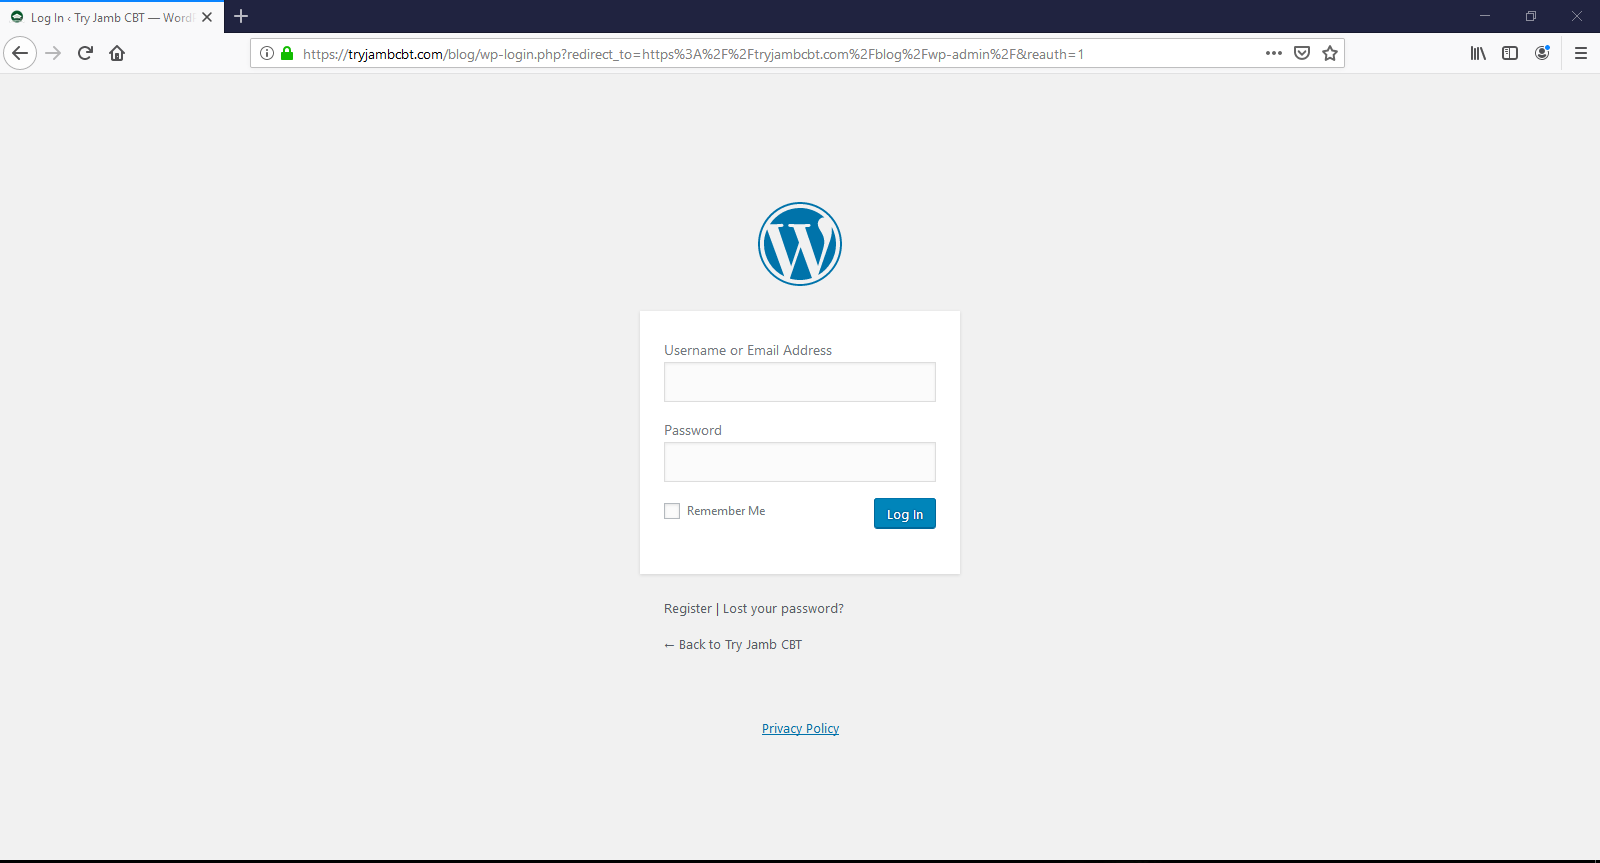 Log In ‹ Try Jamb CBT — Word
https://tryjambcbt.com/blog/wp-login.php?redirect_to=https%3A%2F%2Ftryjambcbt.com%2Fblog%2Fwp-admin%2F&reauth=1
Username or Email Address
Password
Remember Me
Log In
Register | Lost your password?
← Back to Try Jamb CBT
Privacy Policy